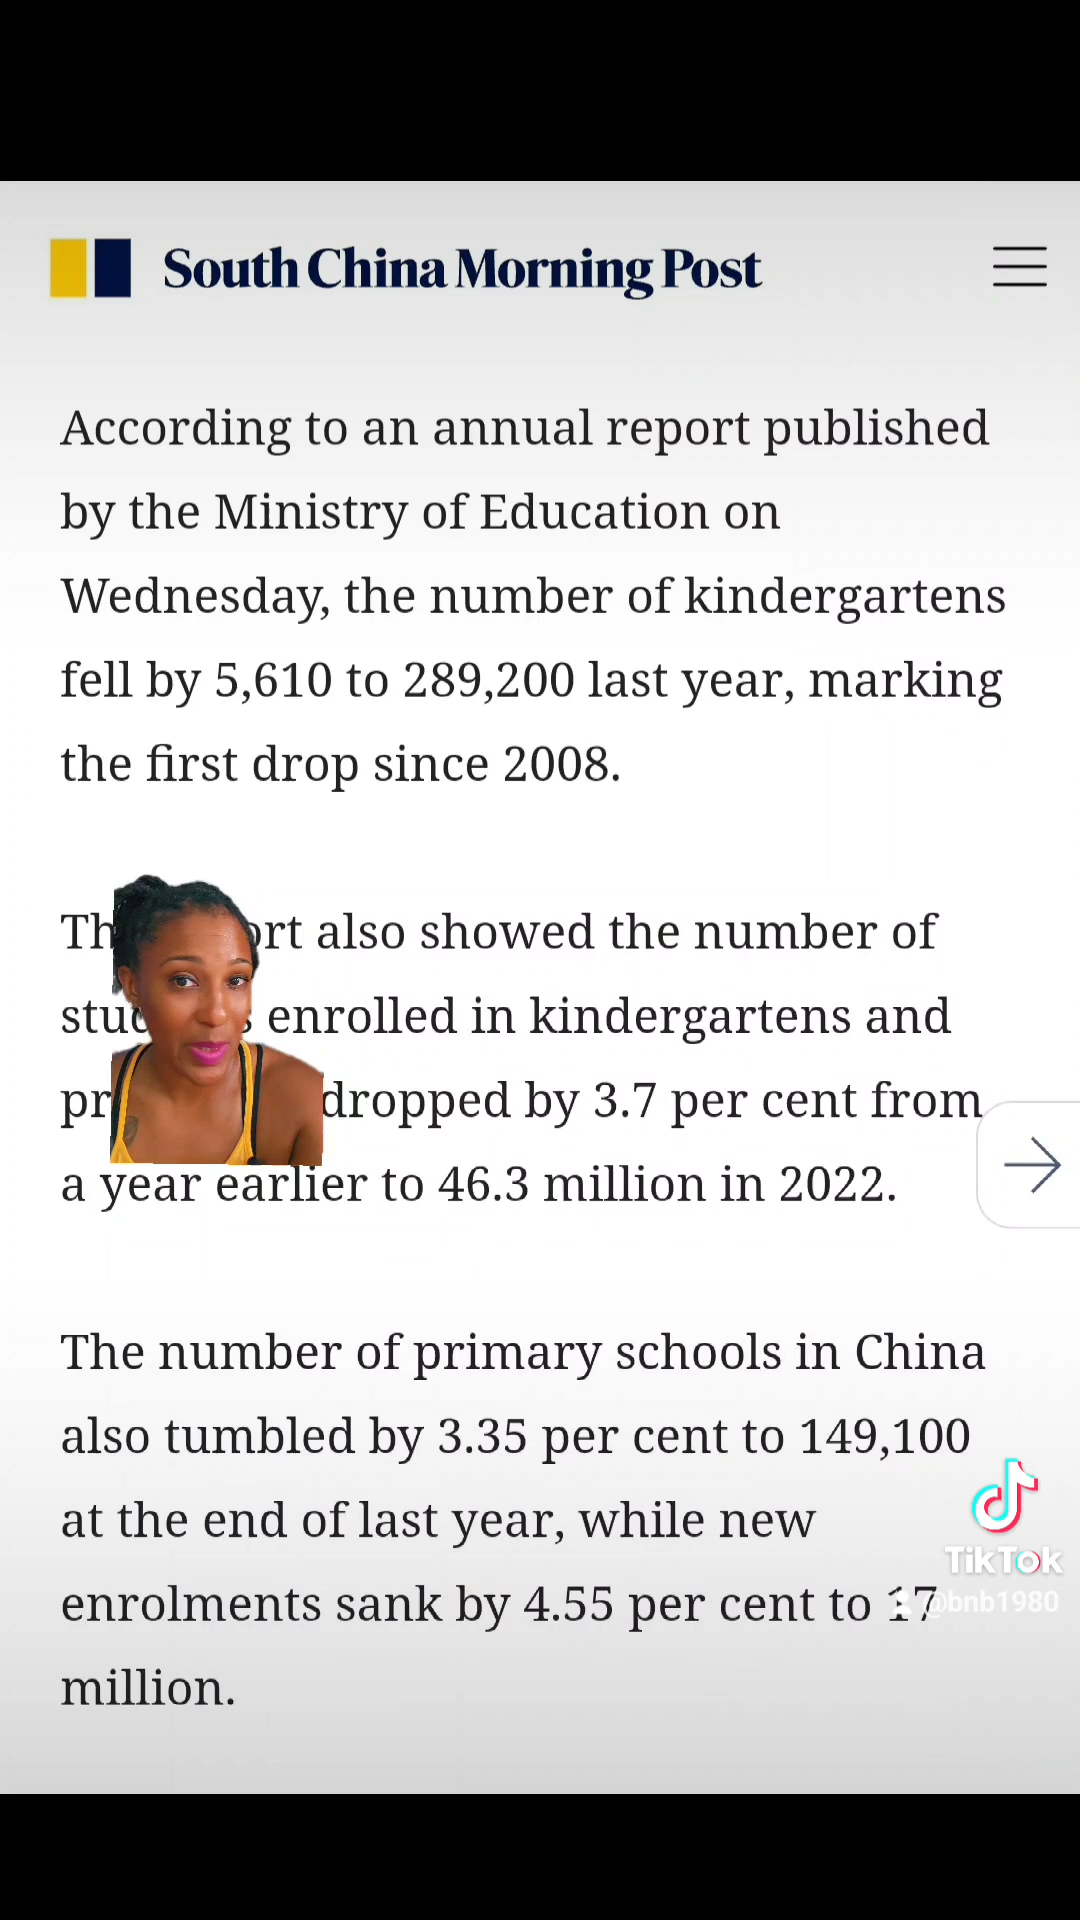 South China Morning Post
According to an annual report published
by the Ministry of Education on
Wednesday, the number of kindergartens
fell by 5,610 to 289,200 last year, marking
the first drop since 2008.
also showed the number of
enrolled in kindergartens and
dropped by 3.7 per cent from
a year earlier to 46.3 million in 2022.
The number of primary schools in China
also tumbled by 3.35 per cent to 149,100
at the end of last year, while new
enrolments sank by 4.55 per cent to 17
million.
TikTok
@bnb1980